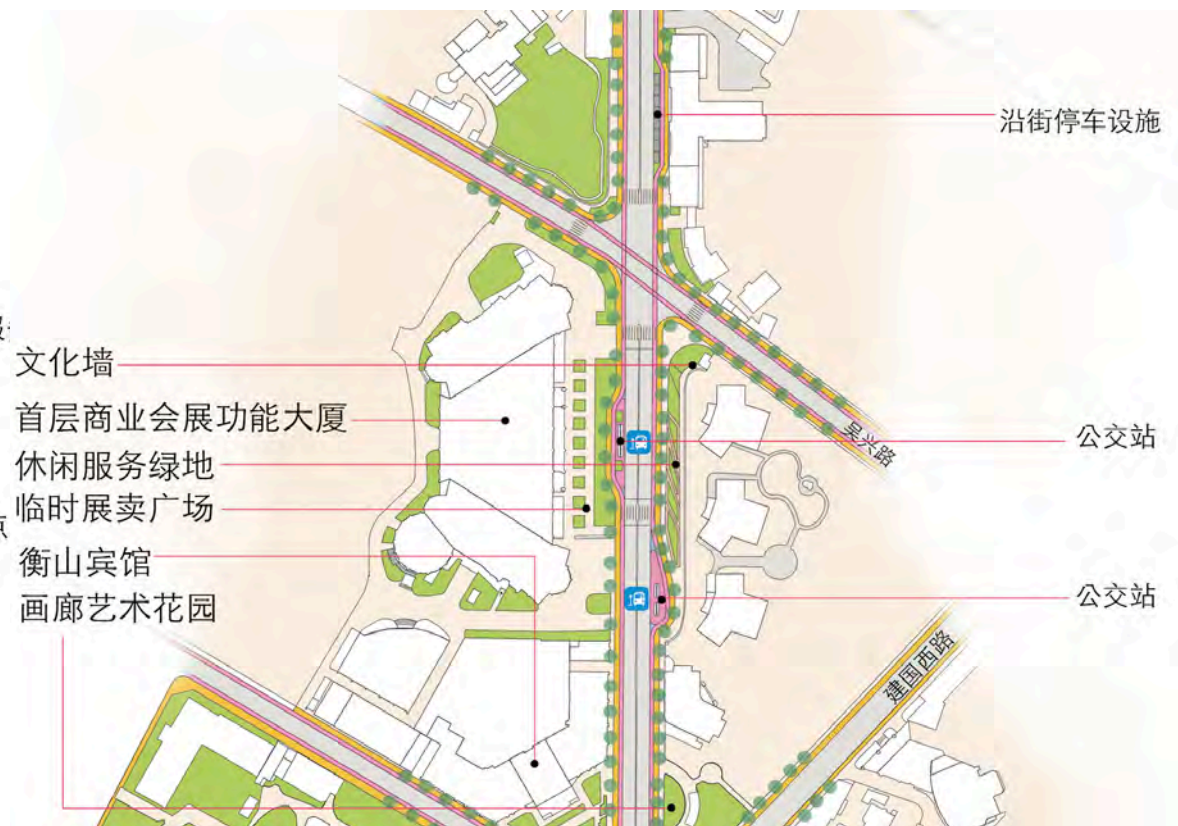 沿街停车设施
文化墙
首层商业会展功能大厦
吴兴路
公交站
休闲服务绿地
临时展卖广场
衡山宾馆
公交站
画廊艺术花园
建国西路